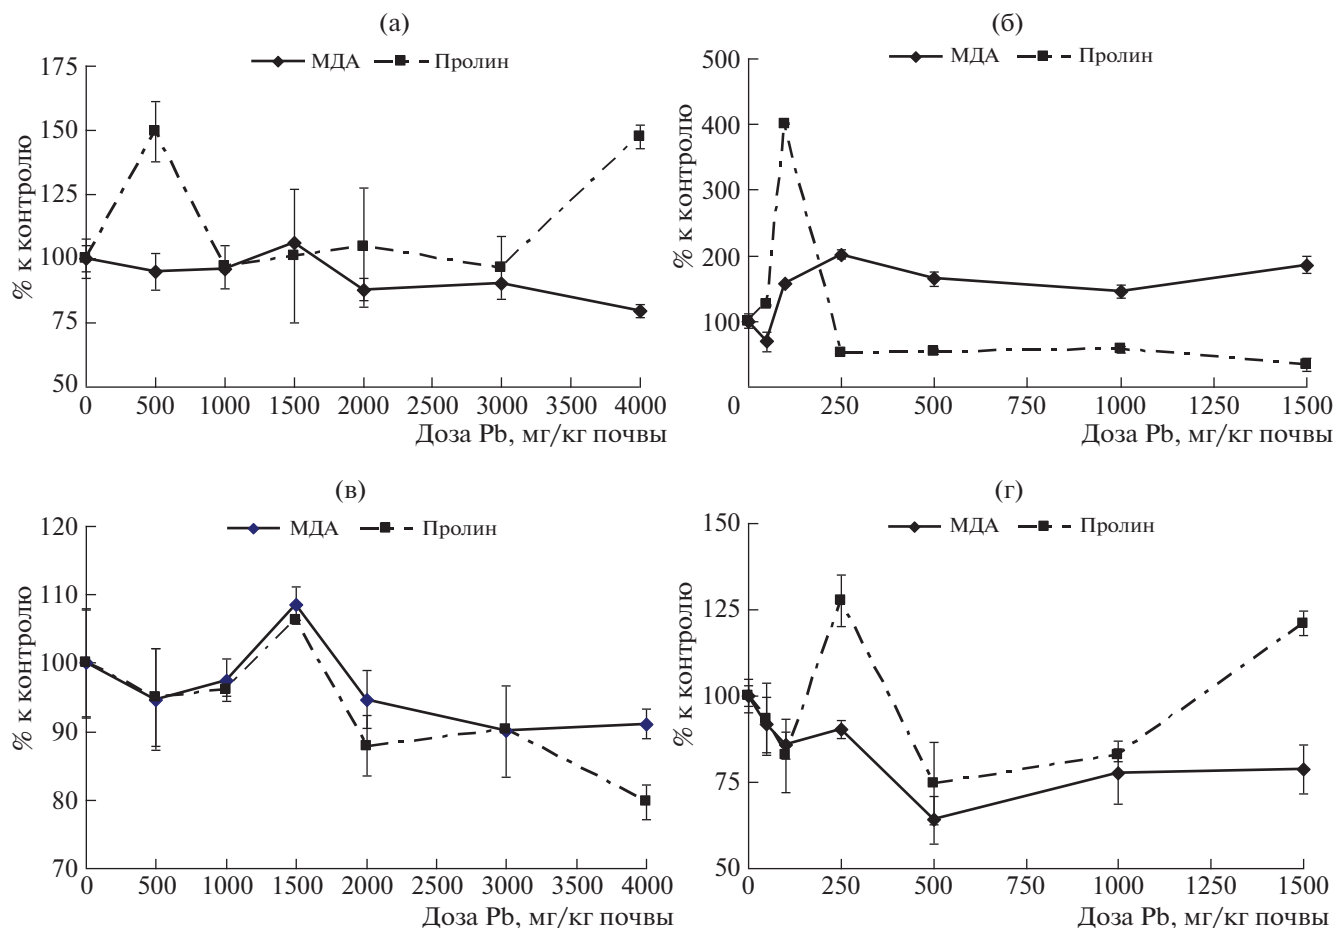 (а)
МДА Пролин
% к контролю
175
150
125
100
75
50
0 500 1000 1500 2000 2500 3000 3500 4000
Доза Pb, мг/кг почвы
(б)
МДА Пролин
% к контролю
500
400
300
200
100
0 250 500 750 1000 1250 1500
Доза Pb, мг/кг почвы
(в)
МДА Пролин
% к контролю
120
110
100
90
80
70
0 500 1000 1500 2000 2500 3000 3500 4000
Доза Pb, мг/кг почвы
(г)
МДА Пролин
% к контролю
150
125
100
75
50
0 250 500 750 1000 1250 1500
Доза Pb, мг/кг почвы